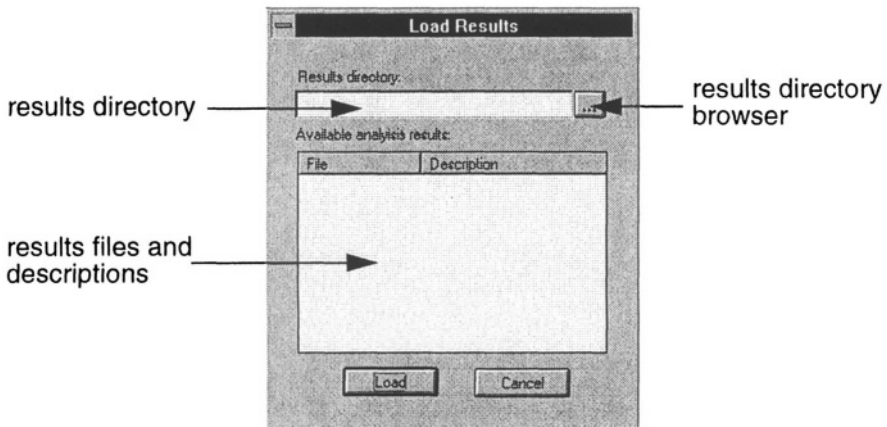 Load Results
Results directory:
results directory
...
results directory
browser
Available analyisis results:
File Description
results files and
descriptions
Load Cancel